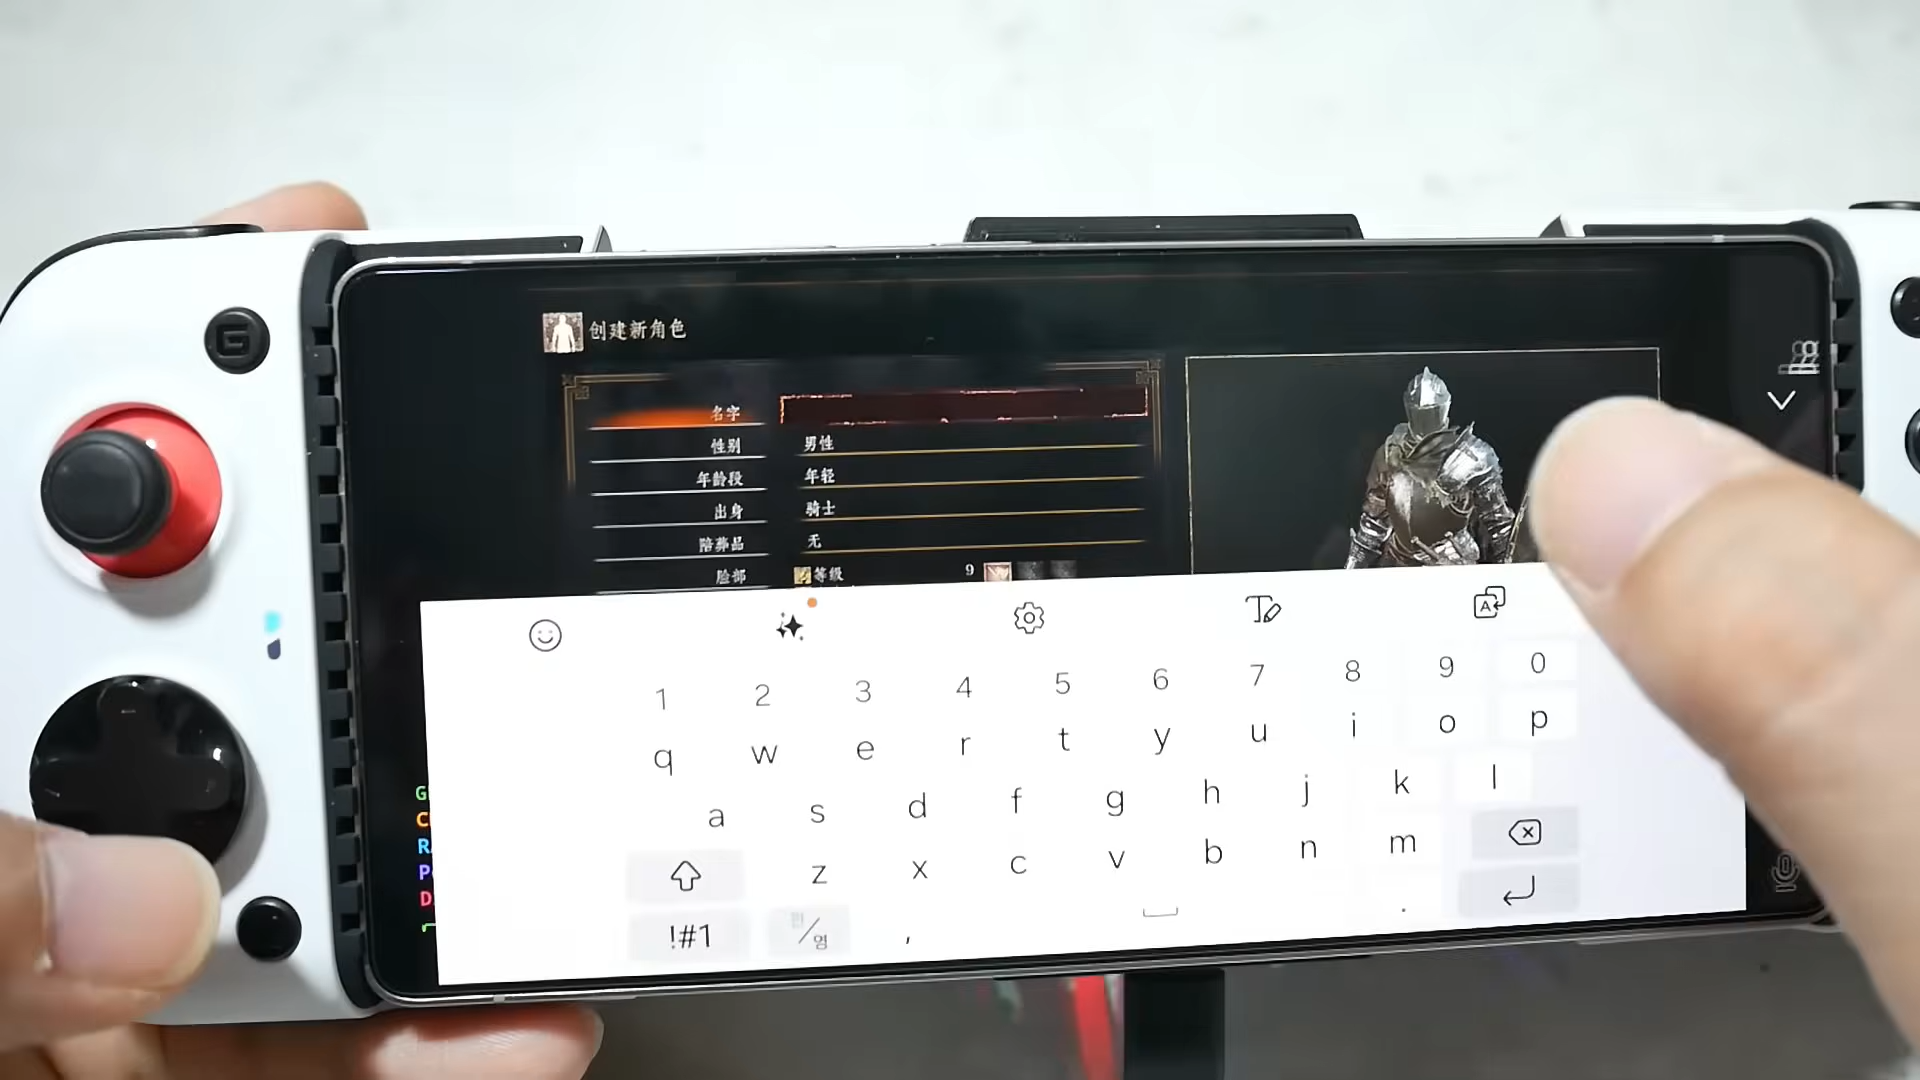 创建新角色
名字
性别 男性
年龄段 年轻
出身 骑士
陪葬品 无
脸部 等级 9
1 2 3 4 5 6 7 8 9 0
q w e r t y u i o p
a s d f g h j k l
z x c v b n m
!#1 한/영 , .
G
C
R
P
D